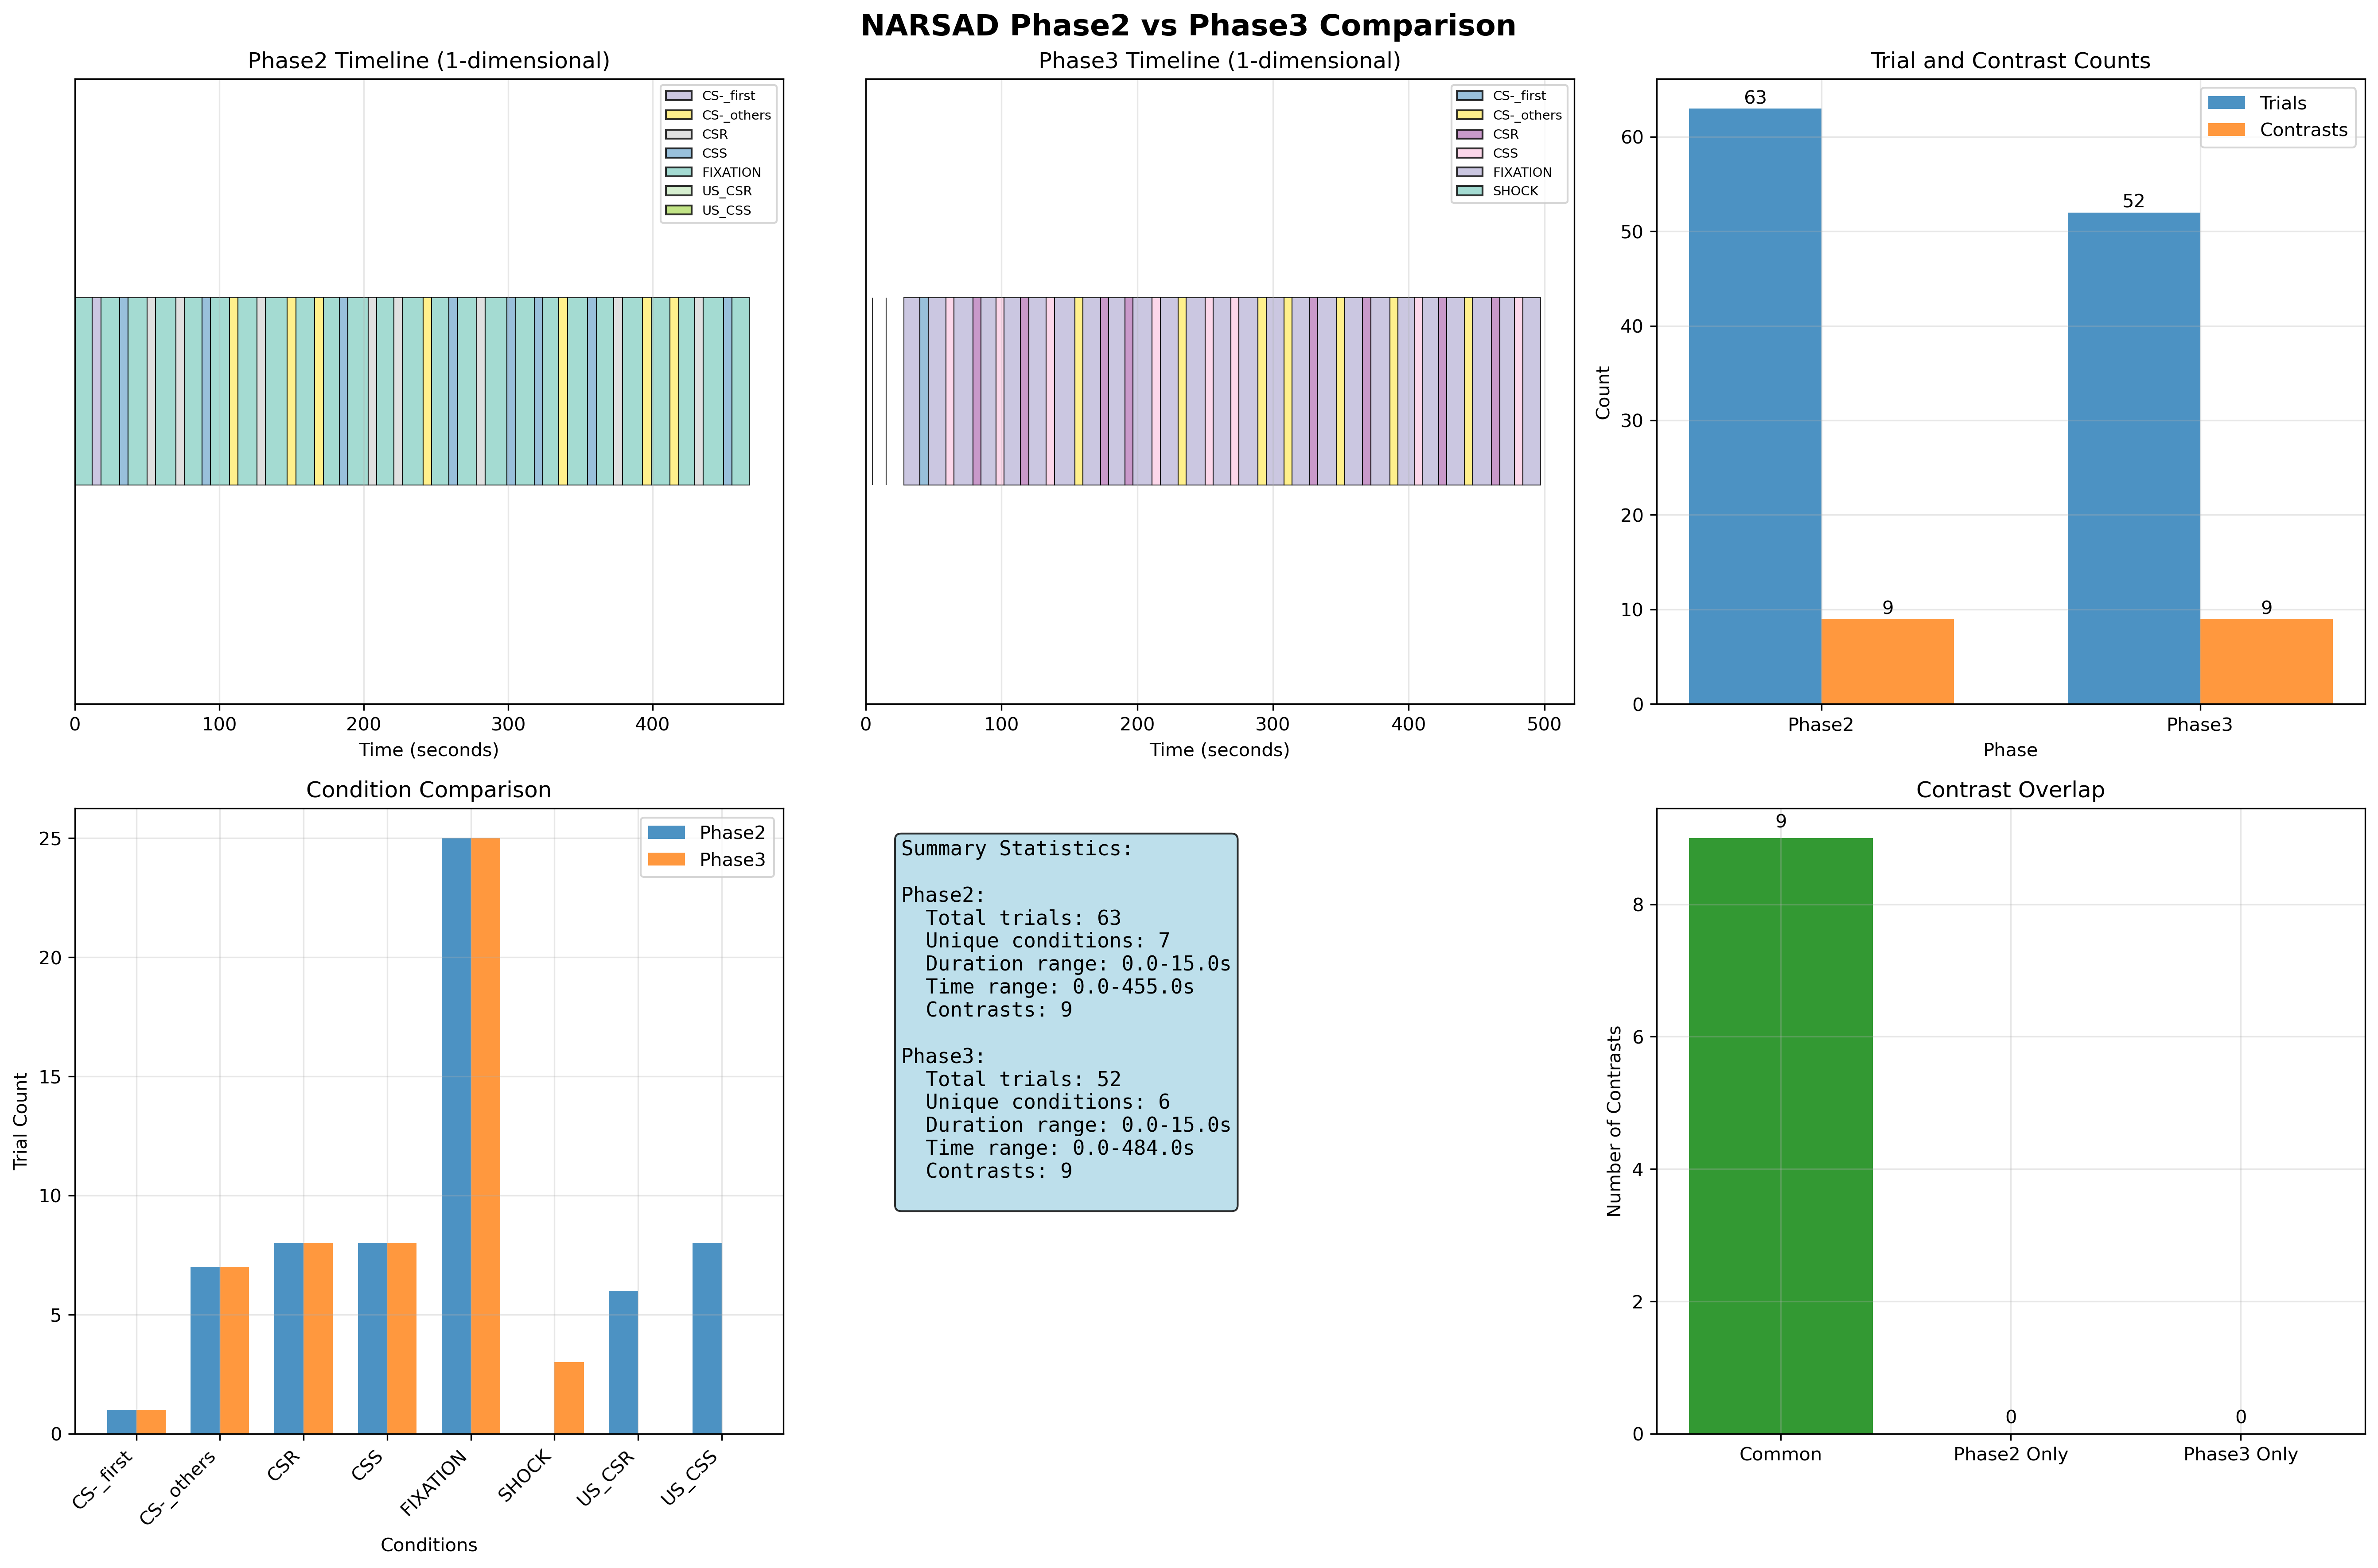 NARSAD Phase2 vs Phase3 Comparison
Phase2 Timeline (1-dimensional)
CS-_first
CS-_others
CSR
CSS
FIXATION
US_CSR
US_CSS
0 100 200 300 400
Time (seconds)
Phase3 Timeline (1-dimensional)
CS-_first
CS-_others
CSR
CSS
FIXATION
SHOCK
0 100 200 300 400 500
Time (seconds)
Trial and Contrast Counts
Trials
Contrasts
63
9
52
9
60
50
40
30
20
10
0
Count
Phase2 Phase3
Phase
Condition Comparison
Phase2
Phase3
25
20
15
10
5
0
Trial Count
CS-_first
CS-_others
CSR
CSS
FIXATION
SHOCK
US_CSR
US_CSS
Conditions
Summary Statistics:
Phase2:
Total trials: 63
Unique conditions: 7
Duration range: 0.0-15.0s
Time range: 0.0-455.0s
Contrasts: 9
Phase3:
Total trials: 52
Unique conditions: 6
Duration range: 0.0-15.0s
Time range: 0.0-484.0s
Contrasts: 9
Contrast Overlap
9
0
0
8
6
4
2
0
Number of Contrasts
Common Phase2 Only Phase3 Only